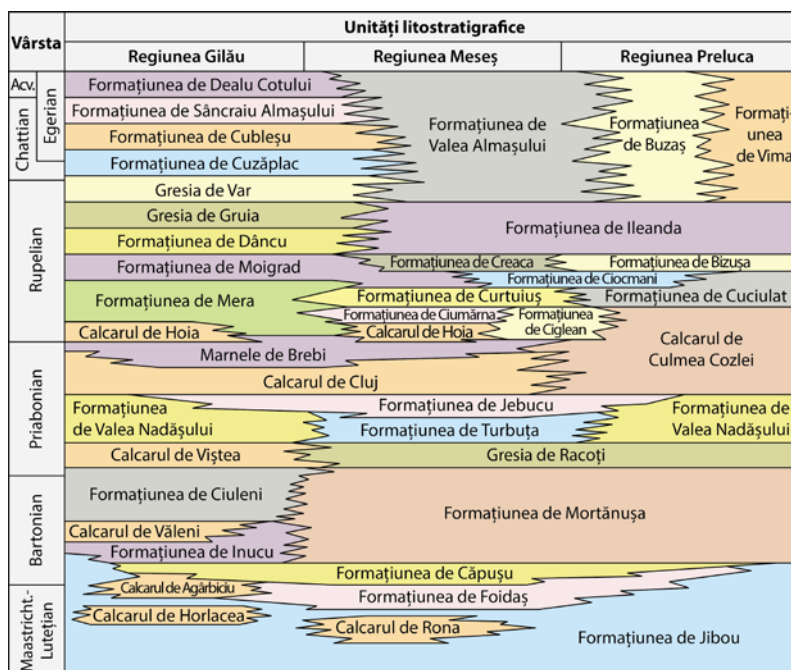 Vârsta
Unități litostratigrafice
Regiunea Gilău
Regiunea Meseș
Regiunea Preluca
Acv.
Chattian
Egerian
Rupelian
Priabonian
Bartonian
Maastricht.-
Lutețian
Formațiunea de Dealu Cotului
Formațiunea de Sâncraiu Almașului
Formațiunea de Cubleșu
Formațiunea de Cuzăplac
Formațiunea de
Valea Almașului
Formațiunea
de Buzaș
Formați-
unea
de Vima
Gresia de Var
Gresia de Gruia
Formațiunea de Dâncu
Formațiunea de Ileanda
Formațiunea de Moigrad
Formațiunea de Creaca
Formațiunea de Bizușa
Formațiunea de Ciocmani
Formațiunea de Mera
Formațiunea de Curtuiuș
Formațiunea de Cuciulat
Formațiunea de Ciumărna
Formațiunea
de Ciglean
Calcarul de Hoia
Calcarul de Hoia
Calcarul de
Culmea Cozlei
Marnele de Brebi
Calcarul de Cluj
Formațiunea
de Valea Nadășului
Formațiunea de Jebucu
Formațiunea de Turbuța
Formațiunea de
Valea Nadășului
Calcarul de Viștea
Gresia de Racoți
Formațiunea de Ciuleni
Formațiunea de Mortănușa
Calcarul de Văleni
Formațiunea de Inucu
Formațiunea de Căpușu
Calcarul de Agârbiciu
Formațiunea de Foidaș
Calcarul de Horlacea
Calcarul de Rona
Formațiunea de Jibou